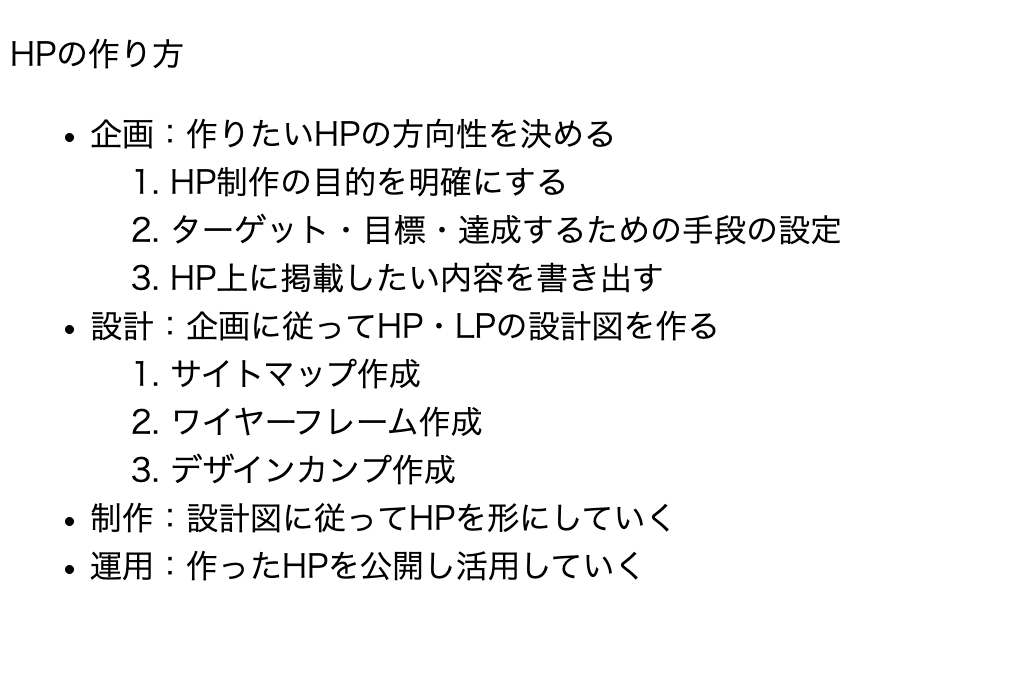 HPの作り方
• 企画：作りたいHPの方向性を決める
1. HP制作の目的を明確にする
2. ターゲット・目標・達成するための手段の設定
3. HP上に掲載したい内容を書き出す
• 設計：企画に従ってHP・LPの設計図を作る
1. サイトマップ作成
2. ワイヤーフレーム作成
3. デザインカンプ作成
• 制作：設計図に従ってHPを形にしていく
• 運用：作ったHPを公開し活用していく